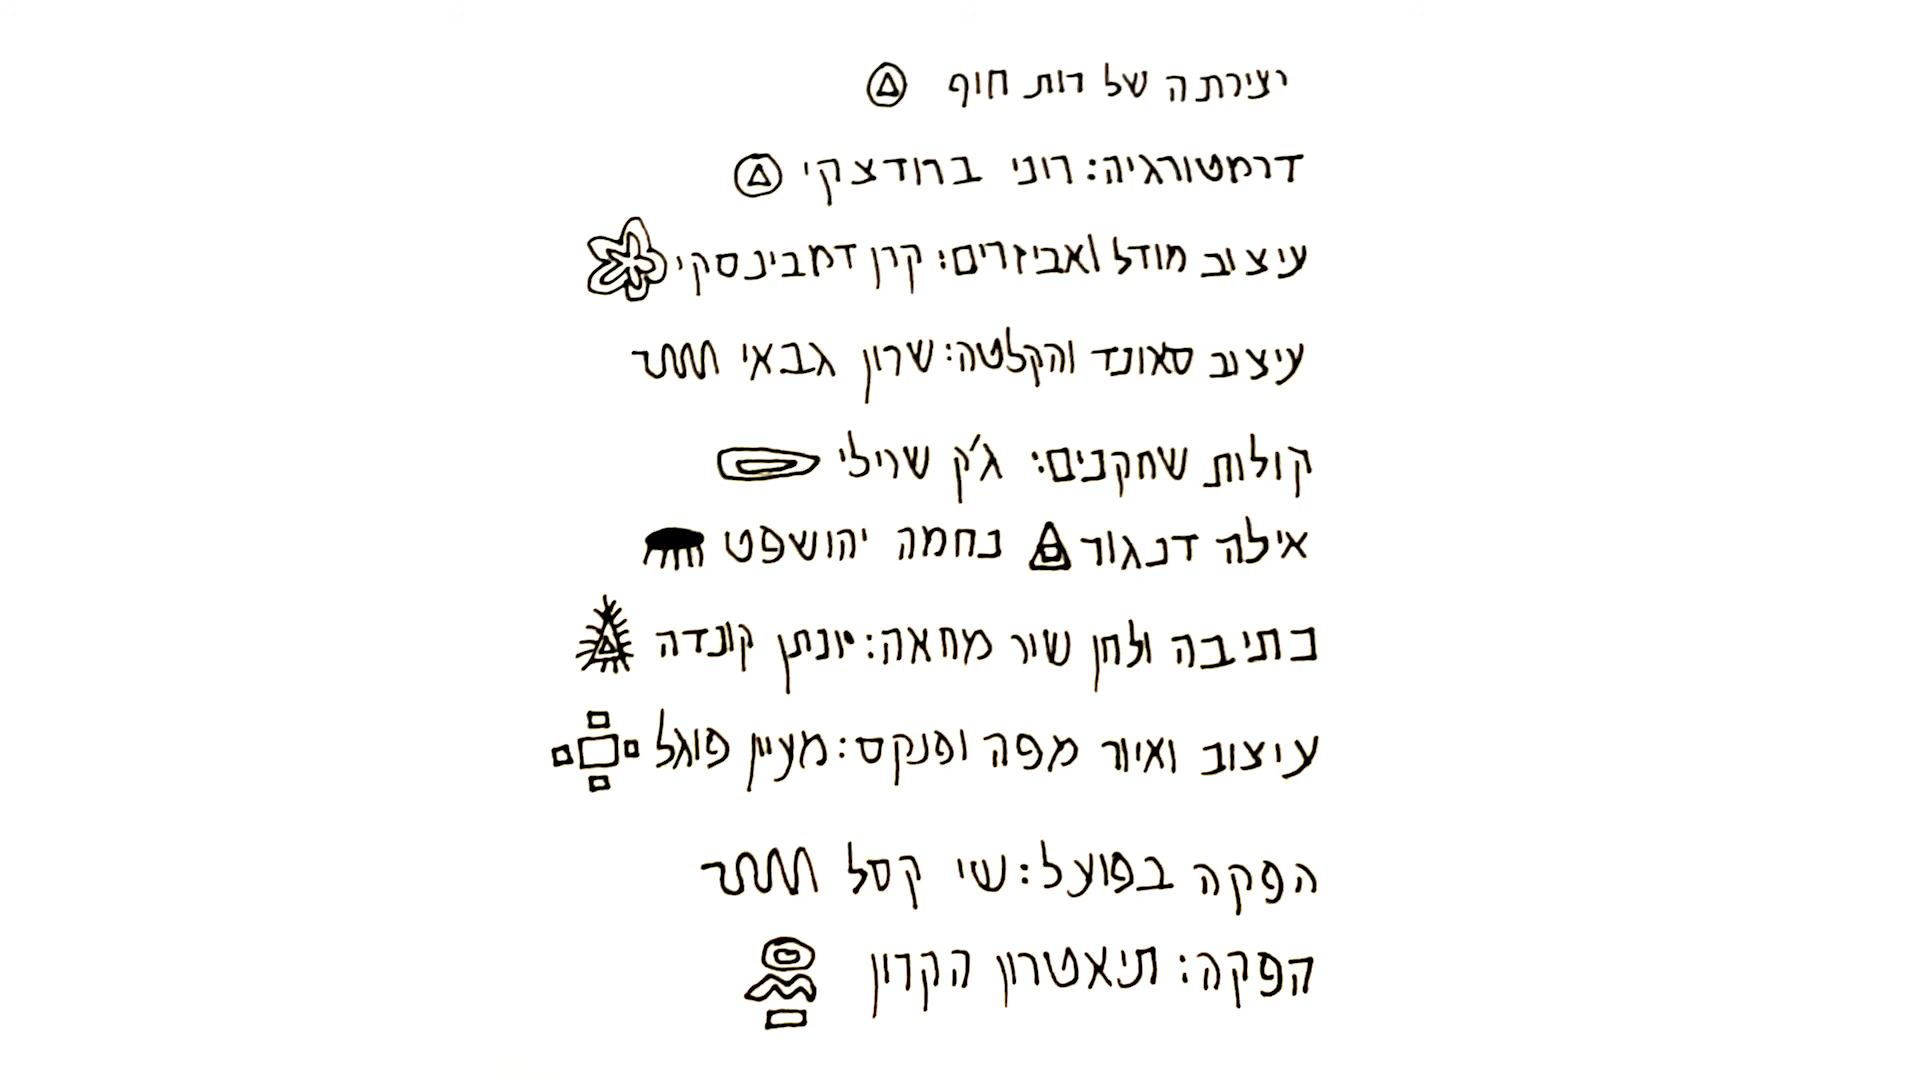 יצירתה של רות חוף
דרמטורגיה: רוני ברודצקי
עיצוב מודל ואביזרים: קרן דמבינסקי
עיצוב סאונד והקלטה: שרון גבאי
קולות שחקנים: ג'ק שרילי
אילה דנגור נחמה יהושפט
כתיבה ולחן שיר מחאה: יונתן קונדה
עיצוב ואיור מפה ופנקס: מעיין פוגל
הפקה בפועל: שי קסל
הפקה: תיאטרון הקרון